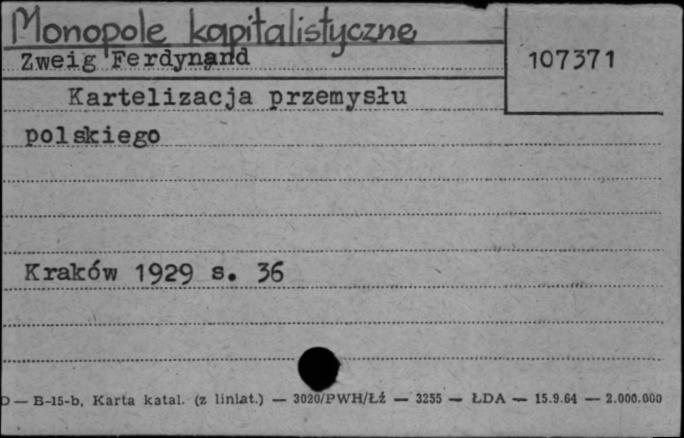 Monopole kapitalistyczne
Zweig Ferdynand
107371
Kartelizacja przemysłu
polskiego
Kraków 1929 s. 36
D — B-15-b, Karta katal. (z liniat.) — 3020/PWH/Łź — 3255 — ŁDA — 15.9.64 — 2.000.000